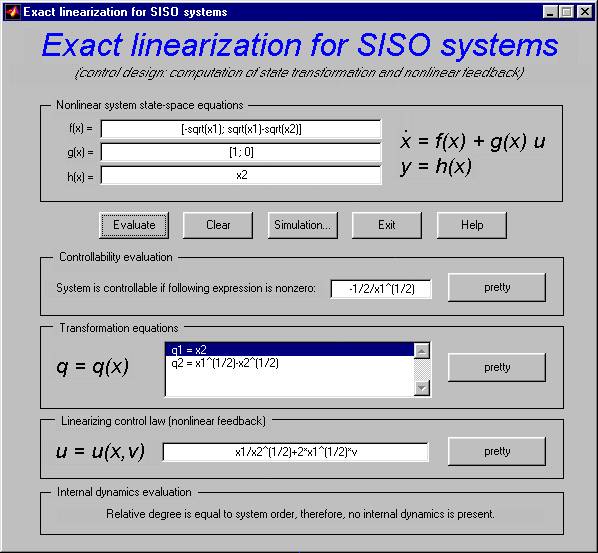 Exact linearization for SISO systems
Exact linearization for SISO systems
(control design: computation of state transformation and nonlinear feedback)
Nonlinear system state-space equations
f(x) = [-sqrt(x1); sqrt(x1)-sqrt(x2)]
g(x) = [1; 0]
h(x) = x2
ẋ = f(x) + g(x) u
y = h(x)
Evaluate Clear Simulation... Exit Help
Controllability evaluation
System is controllable if following expression is nonzero: -1/2/x1^(1/2) pretty
Transformation equations
q = q(x)
q1 = x2
q2 = x1^(1/2)-x2^(1/2)
pretty
Linearizing control law (nonlinear feedback)
u = u(x,v) x1/x2^(1/2)+2*x1^(1/2)*v pretty
Internal dynamics evaluation
Relative degree is equal to system order, therefore, no internal dynamics is present.